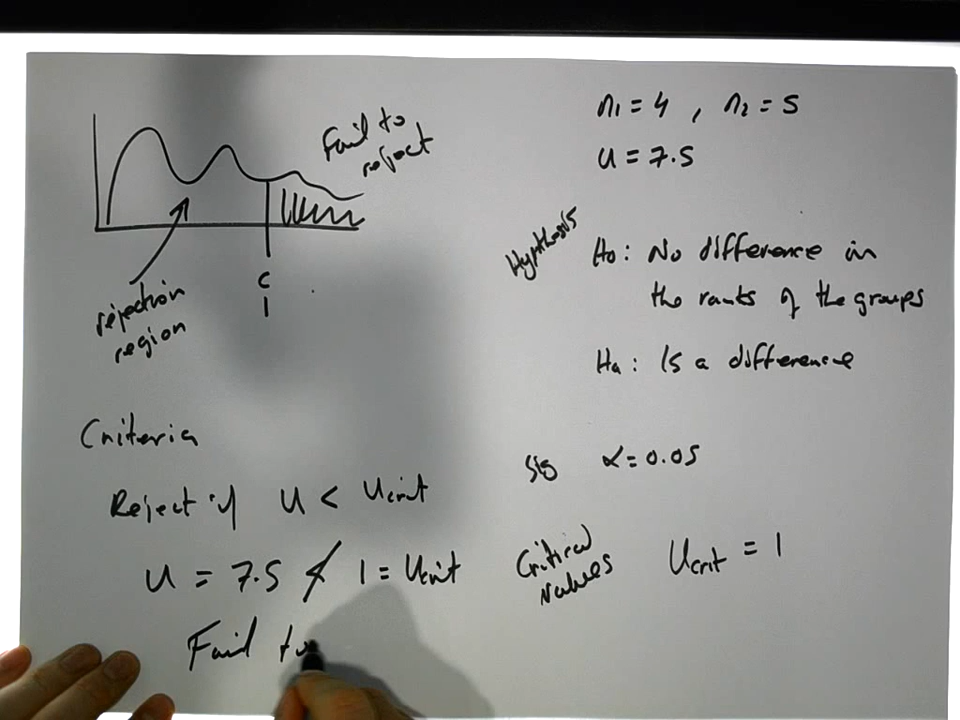 Fail to
reject
rejection
region
C
1
n1 = 4 , n2 = 5
u = 7.5
Hypothesis
Ho : No difference in
the ranks of the groups
Ha : Is a difference
Sig α = 0.05
Critical
Values
Ucrit = 1
Criteria
Reject if u < Ucrit
u = 7.5 ≮ 1 = Ucrit
Fail to